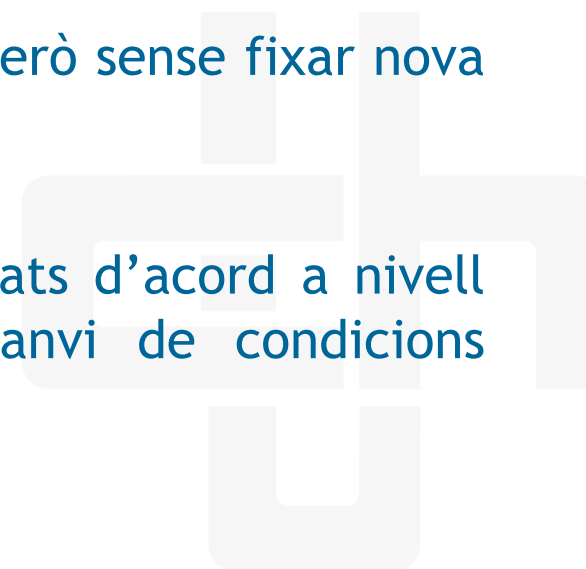 erò sense fixar nova
ats d’acord a nivell
anvi de condicions